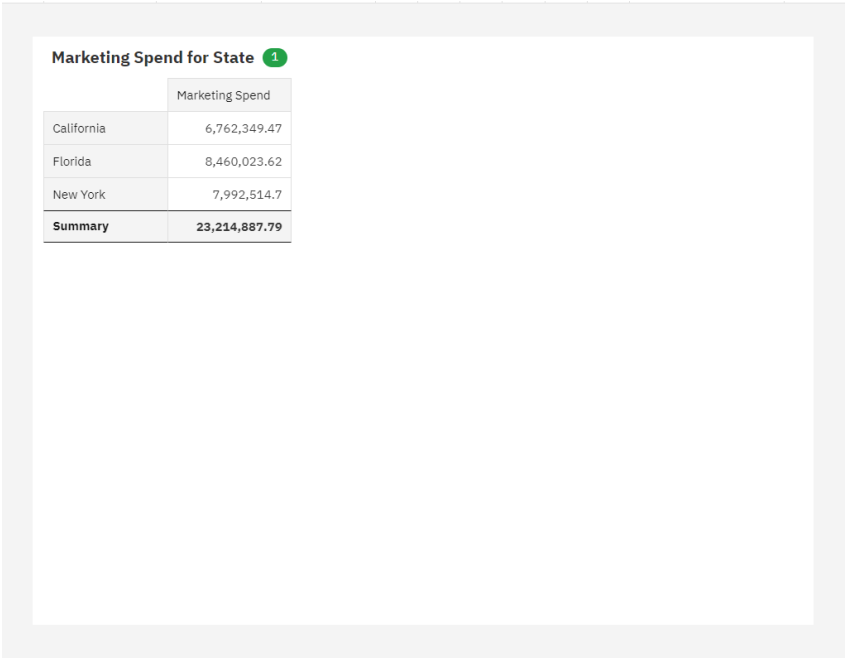 Marketing Spend for State 1
Marketing Spend
California 6,762,349.47
Florida 8,460,023.62
New York 7,992,514.7
Summary 23,214,887.79